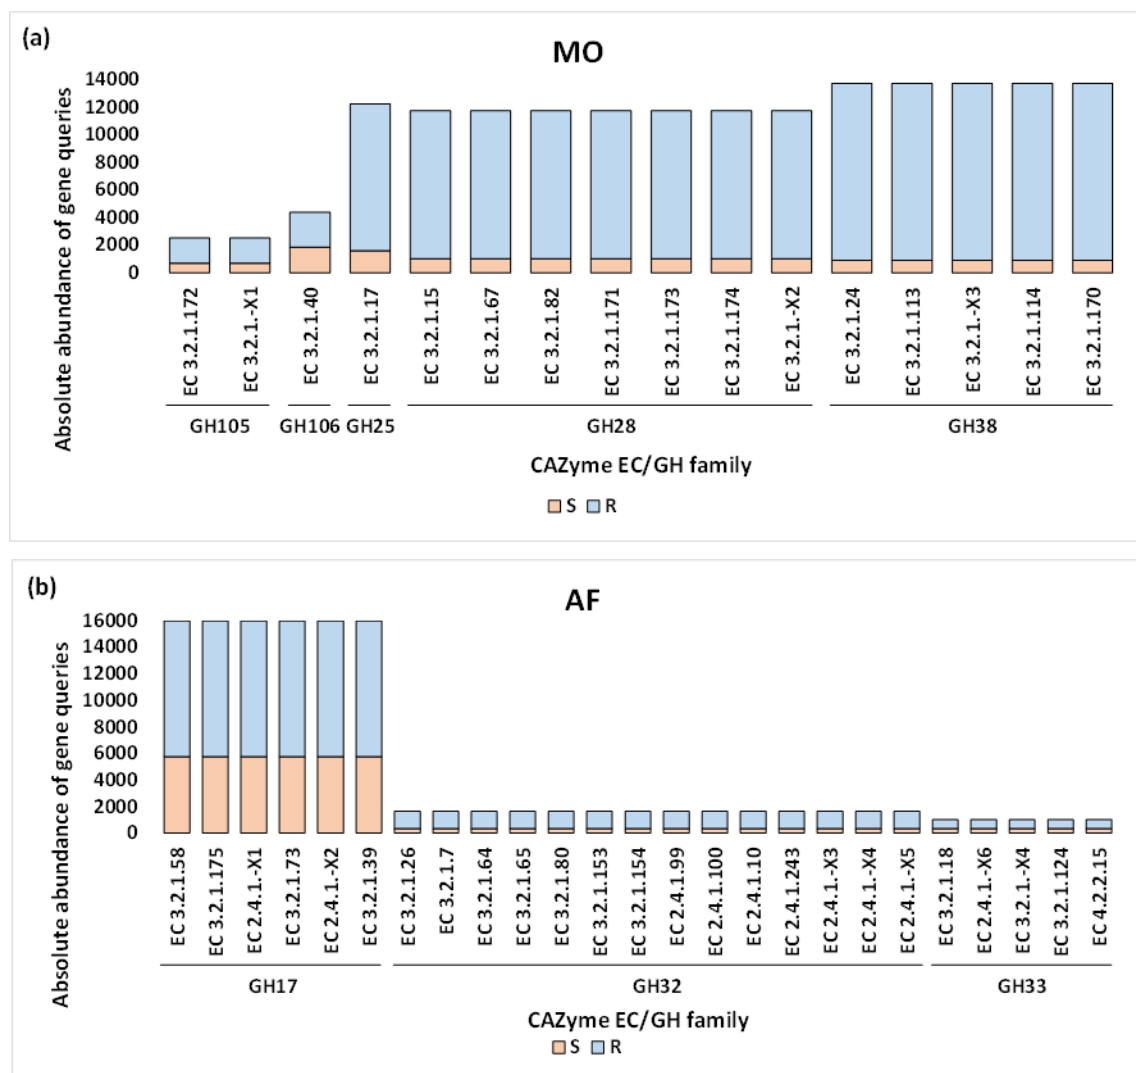 (a)
MO
Absolute abundance of gene queries
14000
12000
10000
8000
6000
4000
2000
0
EC 3.2.1.172
EC 3.2.1.-X1
EC 3.2.1.40
EC 3.2.1.17
EC 3.2.1.15
EC 3.2.1.67
EC 3.2.1.82
EC 3.2.1.171
EC 3.2.1.173
EC 3.2.1.174
EC 3.2.1.-X2
EC 3.2.1.24
EC 3.2.1.113
EC 3.2.1.-X3
EC 3.2.1.114
EC 3.2.1.170
GH105
GH106
GH25
GH28
GH38
CAZyme EC/GH family
S R
(b)
AF
Absolute abundance of gene queries
16000
14000
12000
10000
8000
6000
4000
2000
0
EC 3.2.1.58
EC 3.2.1.175
EC 2.4.1.-X1
EC 3.2.1.73
EC 2.4.1.-X2
EC 3.2.1.39
EC 3.2.1.26
EC 3.2.1.7
EC 3.2.1.64
EC 3.2.1.65
EC 3.2.1.80
EC 3.2.1.153
EC 3.2.1.154
EC 2.4.1.99
EC 2.4.1.100
EC 2.4.1.10
EC 2.4.1.243
EC 2.4.1.-X3
EC 2.4.1.-X4
EC 2.4.1.-X5
EC 3.2.1.18
EC 2.4.1.-X6
EC 3.2.1.-X4
EC 3.2.1.124
EC 4.2.2.15
GH17
GH32
GH33
CAZyme EC/GH family
S R